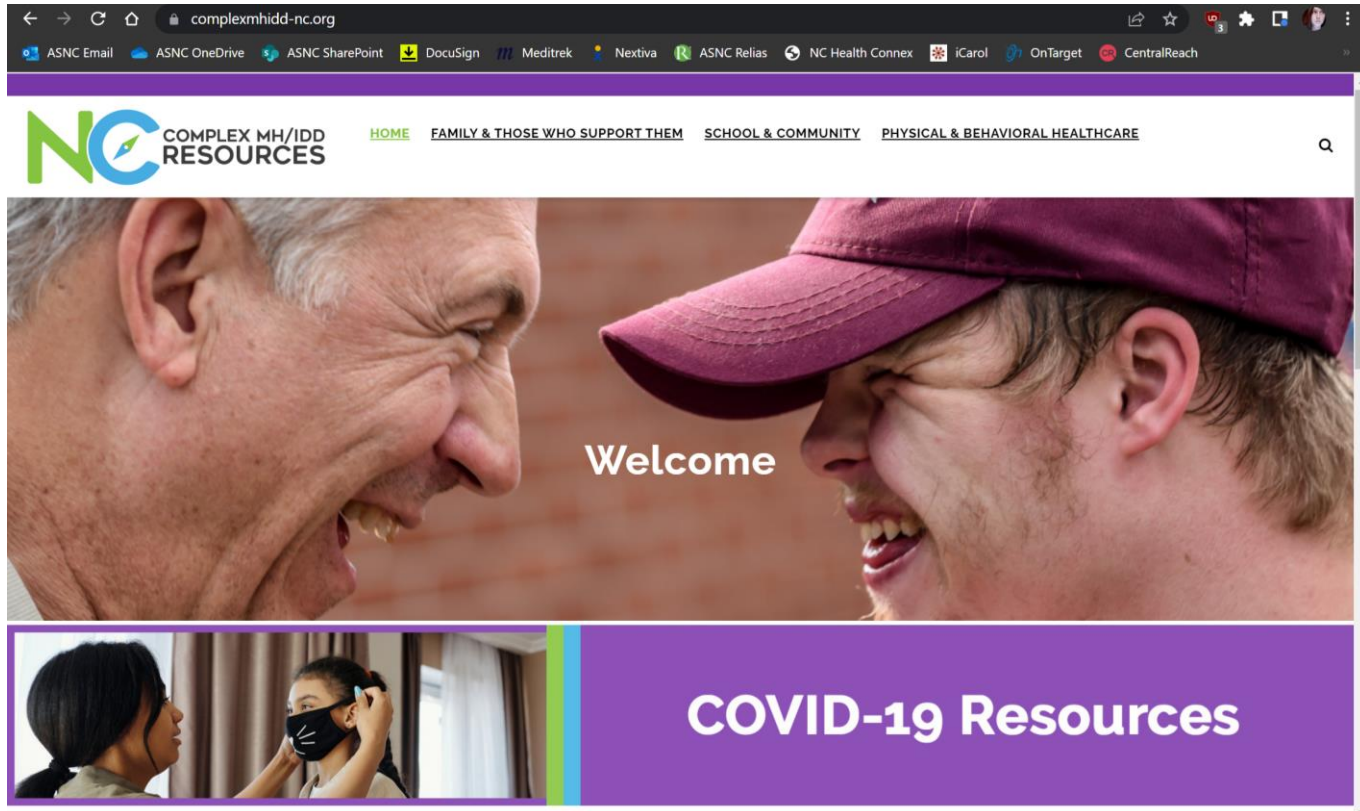 complexmhidd-nc.org
ASNC Email ASNC OneDrive ASNC SharePoint DocuSign Meditrek Nextiva ASNC Relias NC Health Connex iCarol OnTarget CentralReach
NC COMPLEX MH/IDD
RESOURCES
HOME FAMILY & THOSE WHO SUPPORT THEM SCHOOL & COMMUNITY PHYSICAL & BEHAVIORAL HEALTHCARE
Welcome
COVID-19 Resources